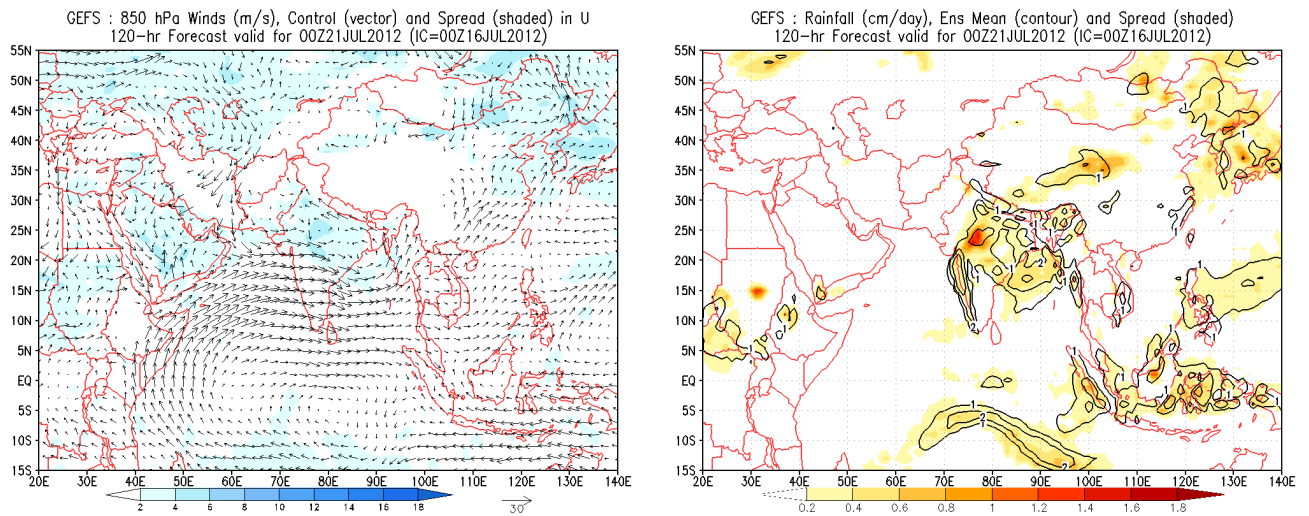 GEFS : 850 hPa Winds (m/s), Control (vector) and Spread (shaded) in U
120-hr Forecast valid for 00Z21JUL2012 (IC=00Z16JUL2012)
55N
50N
45N
40N
35N
30N
25N
20N
15N
10N
5N
EQ
5S
10S
15S
20E 30E 40E 50E 60E 70E 80E 90E 100E 110E 120E 130E 140E
2 4 6 8 10 12 14 16 18
30
GEFS : Rainfall (cm/day), Ens Mean (contour) and Spread (shaded)
120-hr Forecast valid for 00Z21JUL2012 (IC=00Z16JUL2012)
55N
50N
45N
40N
35N
30N
25N
20N
15N
10N
5N
EQ
5S
10S
15S
20E 30E 40E 50E 60E 70E 80E 90E 100E 110E 120E 130E 140E
0.2 0.4 0.6 0.8 1 1.2 1.4 1.6 1.8